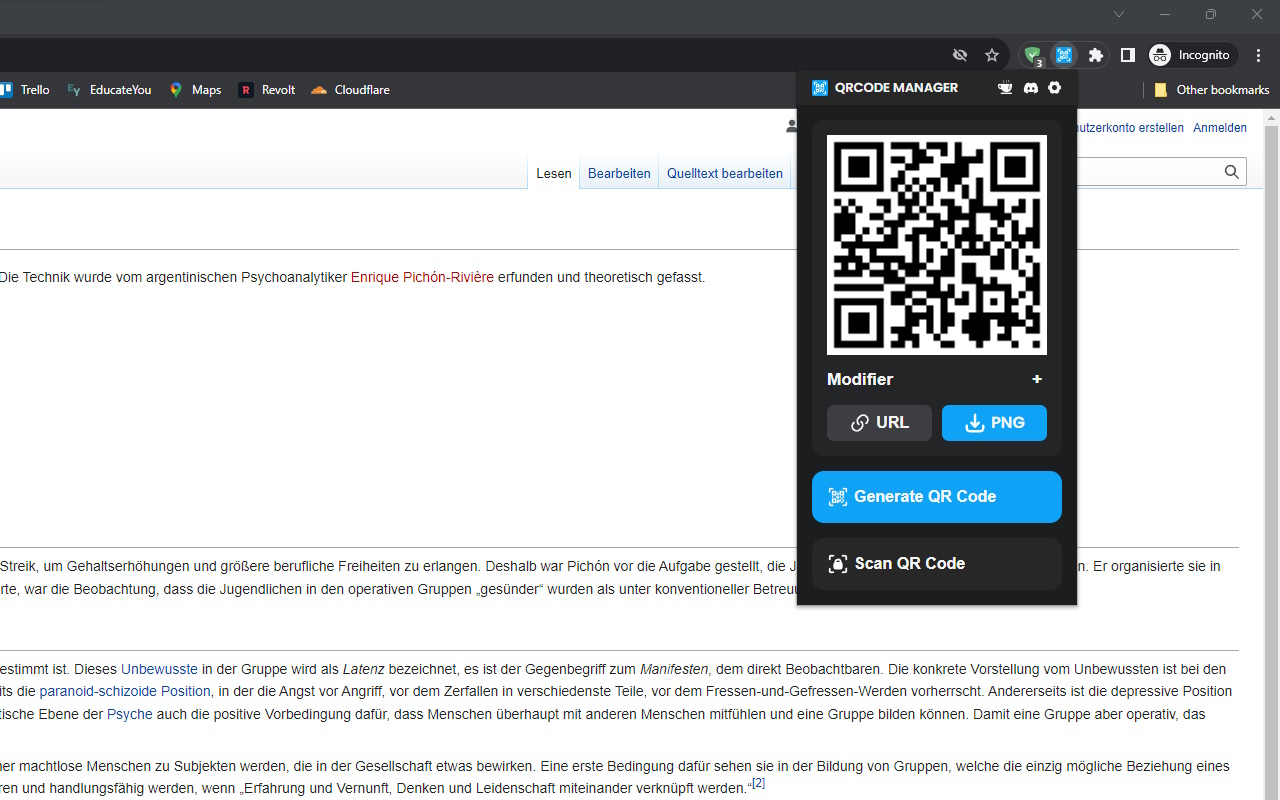 Incognito
3
Trello
EducateYou
Maps
Revolt
Cloudflare
Other bookmarks
QRCODE MANAGER
erstellen Anmelden
Lesen
Bearbeiten
Quelltext bearbeiten
Die Technik wurde vom argentinischen Psychoanalytiker Enrique Pichón-Rivière erfunden und theoretisch gefasst.
Modifier
+
URL
PNG
Generate QR Code
Scan QR Code
Streik, um Gehaltserhöhungen und größere berufliche Freiheiten zu erlangen. Deshalb war Pichón vor die Aufgabe gestellt, die J
n. Er organisierte sie in
rte, war die Beobachtung, dass die Jugendlichen in den operativen Gruppen „gesünder“ wurden als unter konventioneller Betreu
estimmt ist. Dieses Unbewusste in der Gruppe wird als Latenz bezeichnet, es ist der Gegenbegriff zum Manifesten, dem direkt Beobachtbaren. Die konkrete Vorstellung vom Unbewussten ist bei den
its die paranoid-schizoide Position, in der die Angst vor Angriff, vor dem Zerfallen in verschiedenste Teile, vor dem Fressen-und-Gefressen-Werden vorherrscht. Andererseits ist die depressive Position
tische Ebene der Psyche auch die positive Vorbedingung dafür, dass Menschen überhaupt mit anderen Menschen mitfühlen und eine Gruppe bilden können. Damit eine Gruppe aber operativ, das
ner machtlose Menschen zu Subjekten werden, die in der Gesellschaft etwas bewirken. Eine erste Bedingung dafür sehen sie in der Bildung von Gruppen, welche die einzig mögliche Beziehung eines
ren und handlungsfähig werden, wenn „Erfahrung und Vernunft, Denken und Leidenschaft miteinander verknüpft werden.“[2]